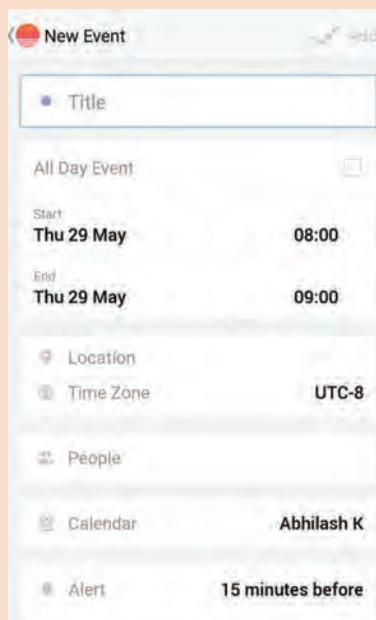 New Event
add
Title
All Day Event
Start
Thu 29 May 08:00
End
Thu 29 May 09:00
Location
Time Zone UTC-8
People
Calendar Abhilash K
Alert 15 minutes before